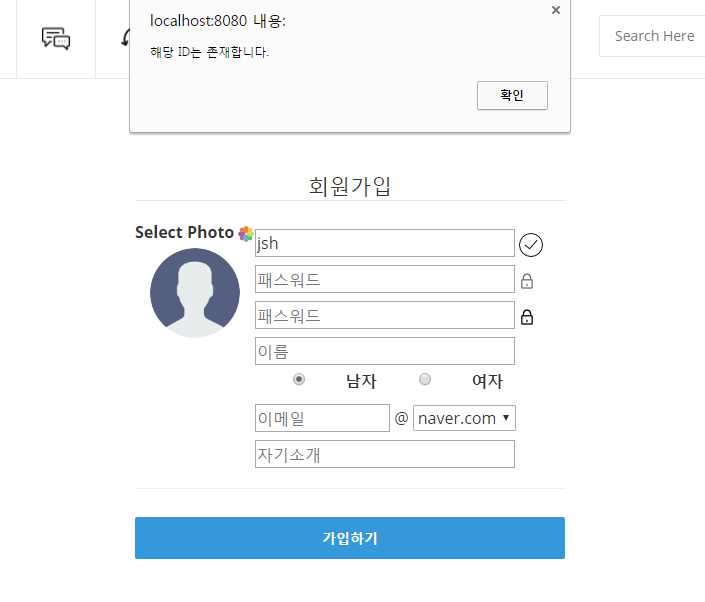 localhost:8080 내용:
해당 ID는 존재합니다.
확인
Search Here
회원가입
Select Photo
jsh
패스워드
패스워드
이름
남자 여자
이메일 @ naver.com
자기소개
가입하기